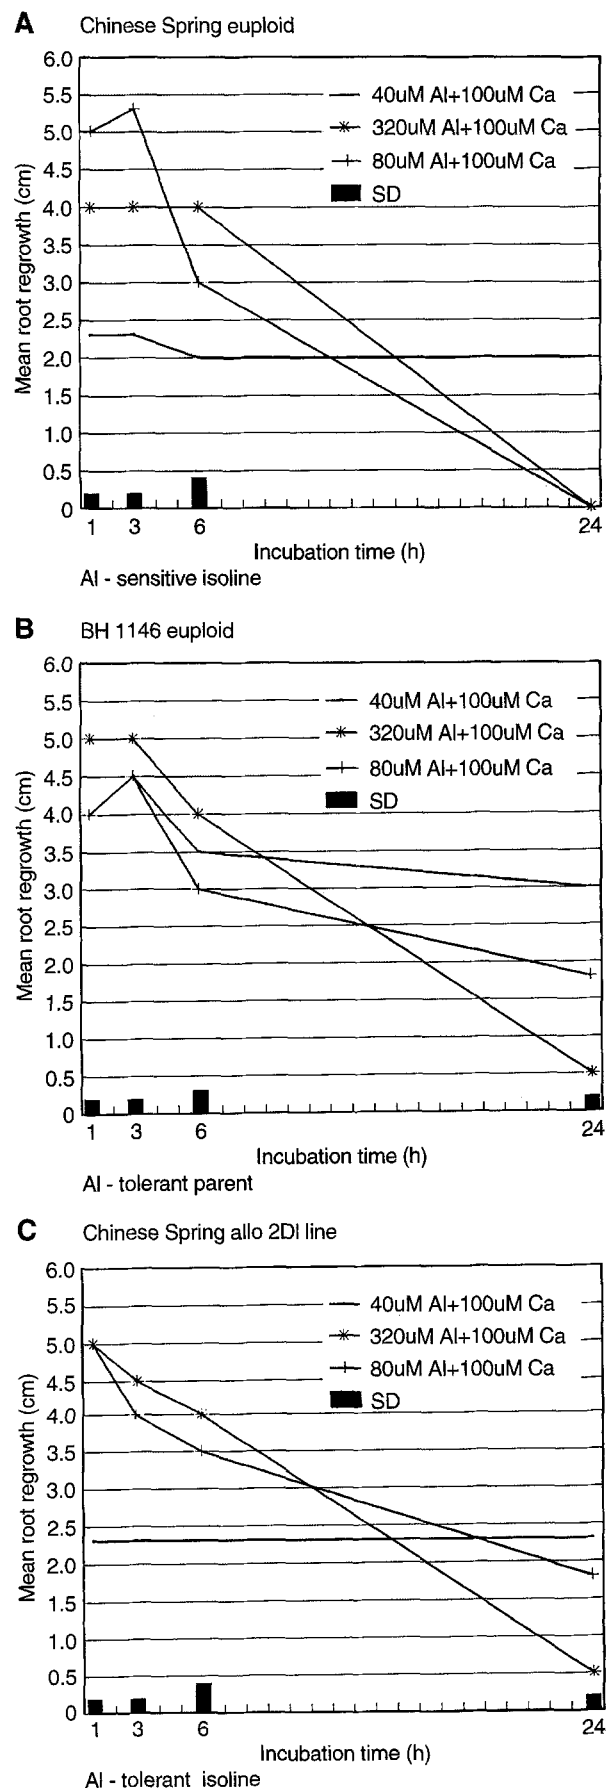 A Chinese Spring euploid
6.0
5.5
5.0
4.5
4.0
3.5
3.0
2.5
2.0
1.5
1.0
0.5
0
Mean root regrowth (cm)
40uM Al+100uM Ca
320uM Al+100uM Ca
80uM Al+100uM Ca
SD
1 3 6 24
Incubation time (h)
Al - sensitive isoline
B BH 1146 euploid
6.0
5.5
5.0
4.5
4.0
3.5
3.0
2.5
2.0
1.5
1.0
0.5
0
Mean root regrowth (cm)
40uM Al+100uM Ca
320uM Al+100uM Ca
80uM Al+100uM Ca
SD
1 3 6 24
Incubation time (h)
Al - tolerant parent
C Chinese Spring allo 2Dl line
6.0
5.5
5.0
4.5
4.0
3.5
3.0
2.5
2.0
1.5
1.0
0.5
0
Mean root regrowth (cm)
40uM Al+100uM Ca
320uM Al+100uM Ca
80uM Al+100uM Ca
SD
1 3 6 24
Incubation time (h)
Al - tolerant isoline